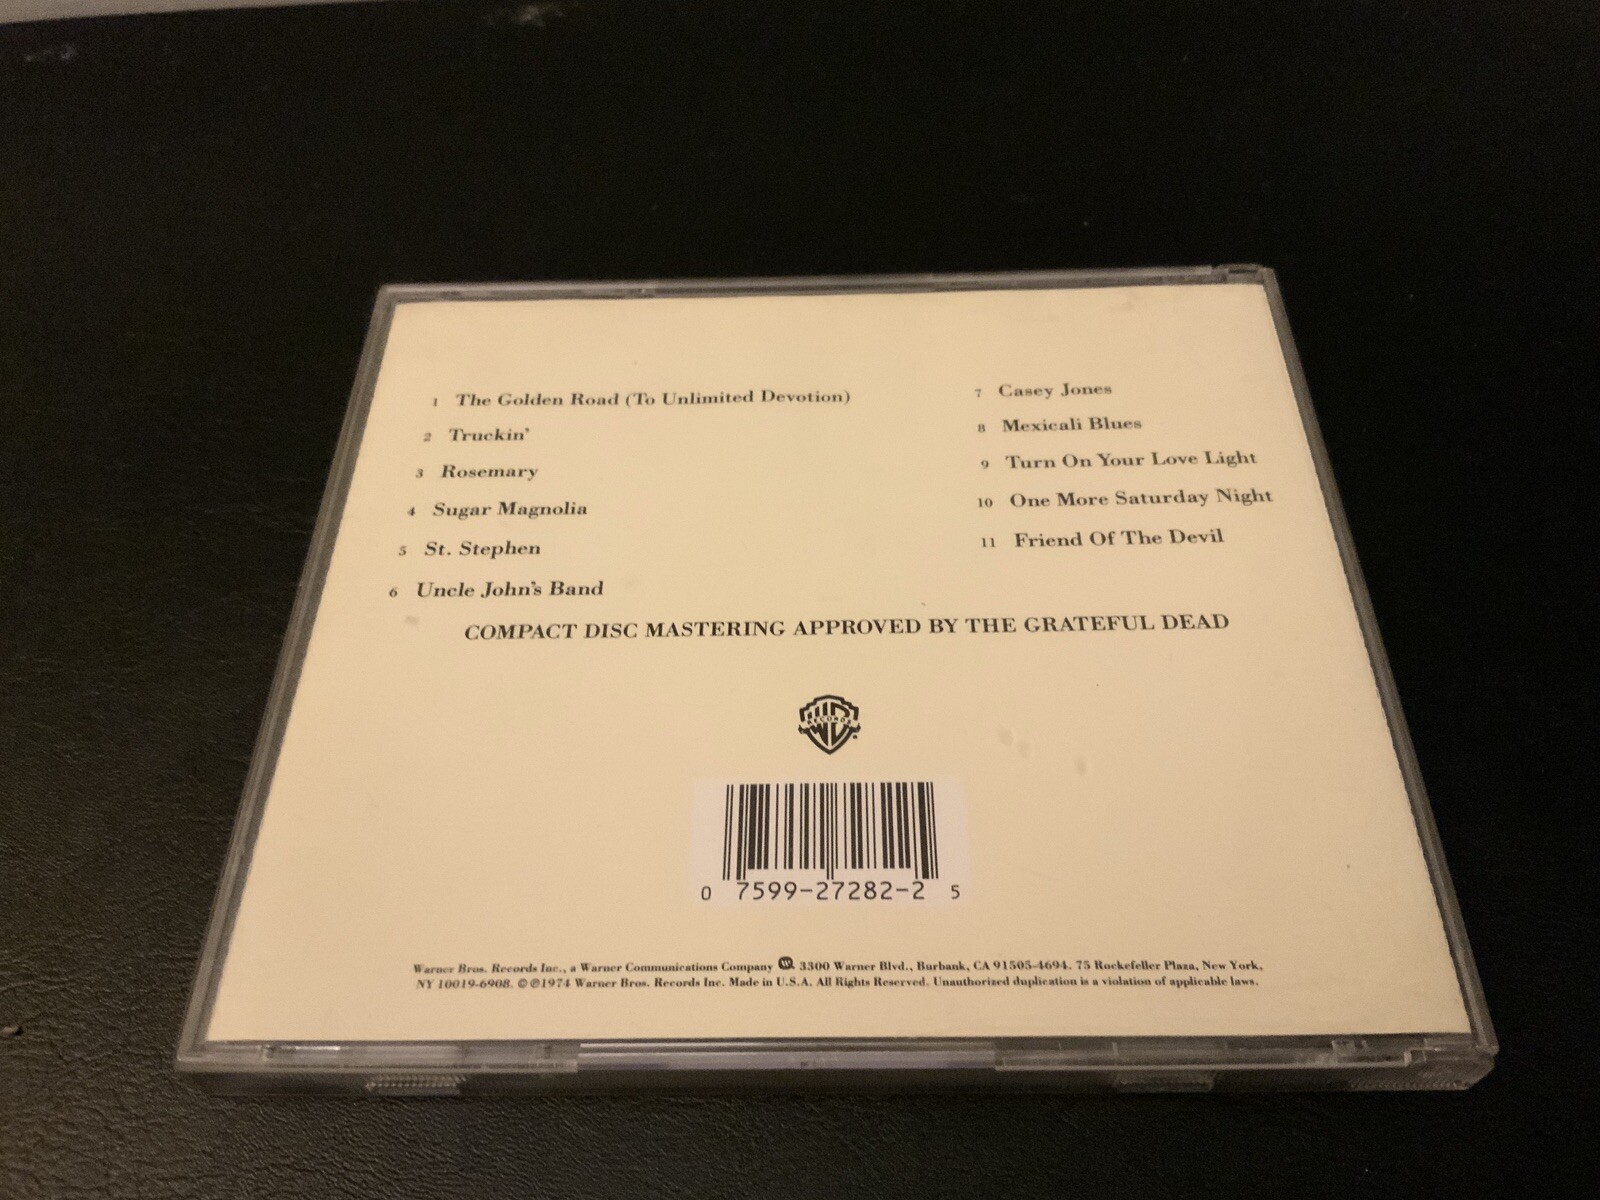 1 The Golden Road (To Unlimited Devotion)
2 Truckin'
3 Rosemary
4 Sugar Magnolia
5 St. Stephen
6 Uncle John's Band
7 Casey Jones
8 Mexicali Blues
9 Turn On Your Love Light
10 One More Saturday Night
11 Friend Of The Devil
COMPACT DISC MASTERING APPROVED BY THE GRATEFUL DEAD
WB RECORDS
0 7599-27282-2 5
Warner Bros. Records Inc., a Warner Communications Company 3300 Warner Blvd., Burbank, CA 91505-4694. 75 Rockefeller Plaza, New York,
NY 10019-6908. © ℗1974 Warner Bros. Records Inc. Made in U.S.A. All Rights Reserved. Unauthorized duplication is a violation of applicable laws.